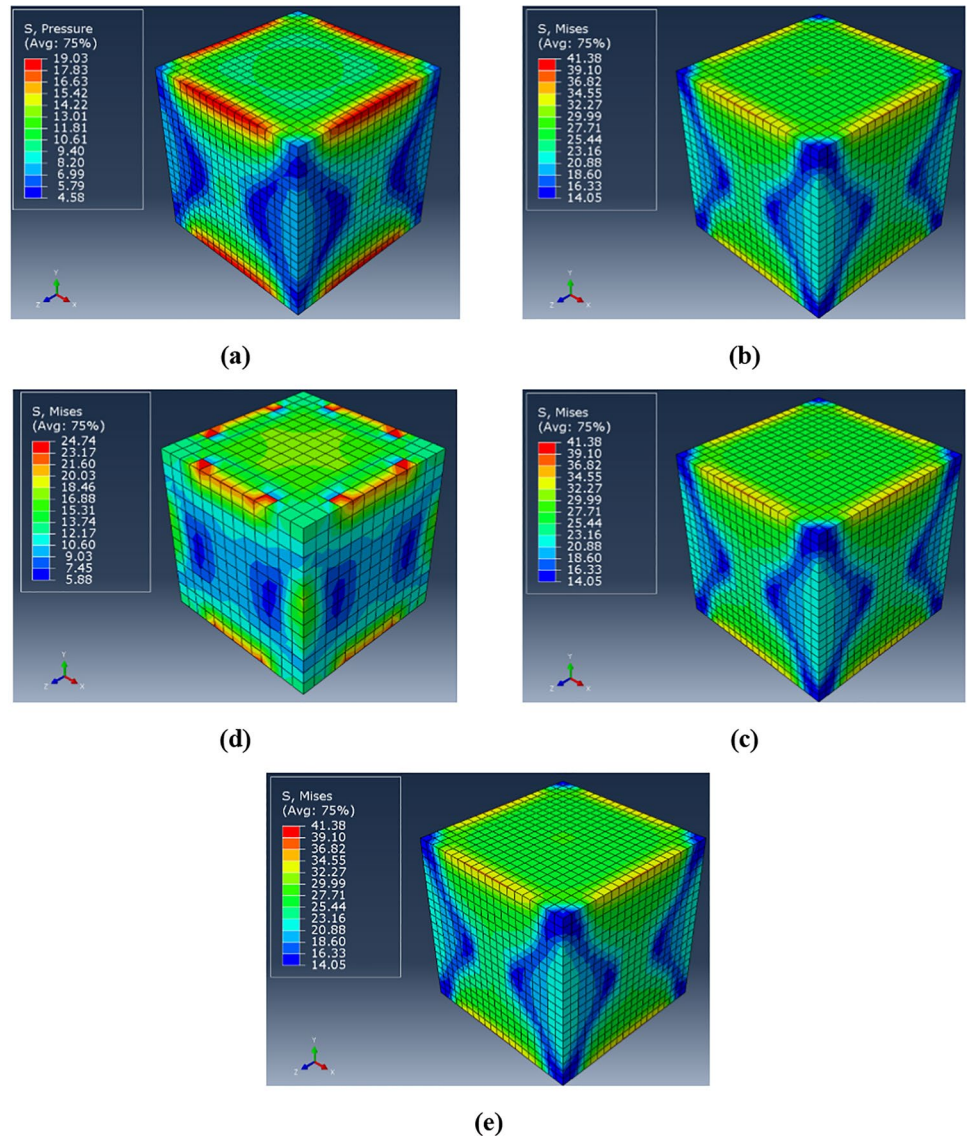 S, Pressure
(Avg: 75%)
19.03
17.83
16.63
15.42
14.22
13.01
11.81
10.61
9.40
8.20
6.99
5.79
4.58
Y
Z
X
(a)
S, Mises
(Avg: 75%)
41.38
39.10
36.82
34.55
32.27
29.99
27.71
25.44
23.16
20.88
18.60
16.33
14.05
Y
Z
X
(b)
S, Mises
(Avg: 75%)
24.74
23.17
21.60
20.03
18.46
16.88
15.31
13.74
12.17
10.60
9.03
7.45
5.88
Y
Z
X
(d)
S, Mises
(Avg: 75%)
41.38
39.10
36.82
34.55
32.27
29.99
27.71
25.44
23.16
20.88
18.60
16.33
14.05
Y
Z
X
(c)
S, Mises
(Avg: 75%)
41.38
39.10
36.82
34.55
32.27
29.99
27.71
25.44
23.16
20.88
18.60
16.33
14.05
Y
Z
X
(e)